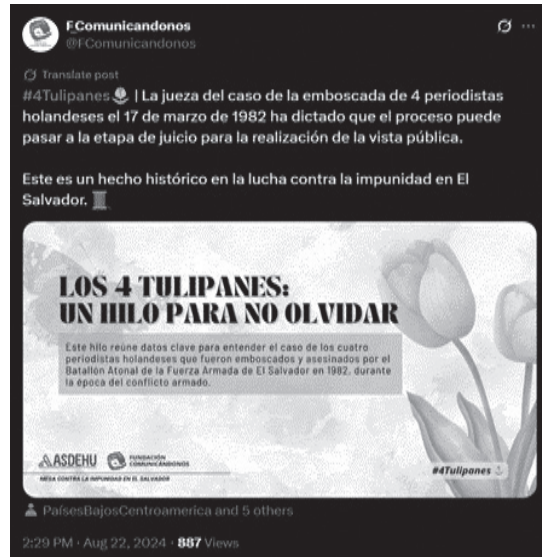 F_Comunicandonos
@FComunicandonos
Translate post
#4Tulipanes | La jueza del caso de la emboscada de 4 periodistas
holandeses el 17 de marzo de 1982 ha dictado que el proceso puede
pasar a la etapa de juicio para la realización de la vista pública.
Este es un hecho histórico en la lucha contra la impunidad en El
Salvador.
LOS 4 TULIPANES:
UN HILO PARA NO OLVIDAR
Este hilo reúne datos clave para entender el caso de los cuatro
periodistas holandeses que fueron emboscados y asesinados por el
Batallón Atonal de la Fuerza Armada de El Salvador en 1982, durante
la época del conflicto armado.
ASDEHU
FUNDACIÓN
COMUNICÁNDONOS
MESA CONTRA LA IMPUNIDAD EN EL SALVADOR
#4Tulipanes
PaísesBajosCentroamerica and 5 others
2:29 PM · Aug 22, 2024 · 887 Views